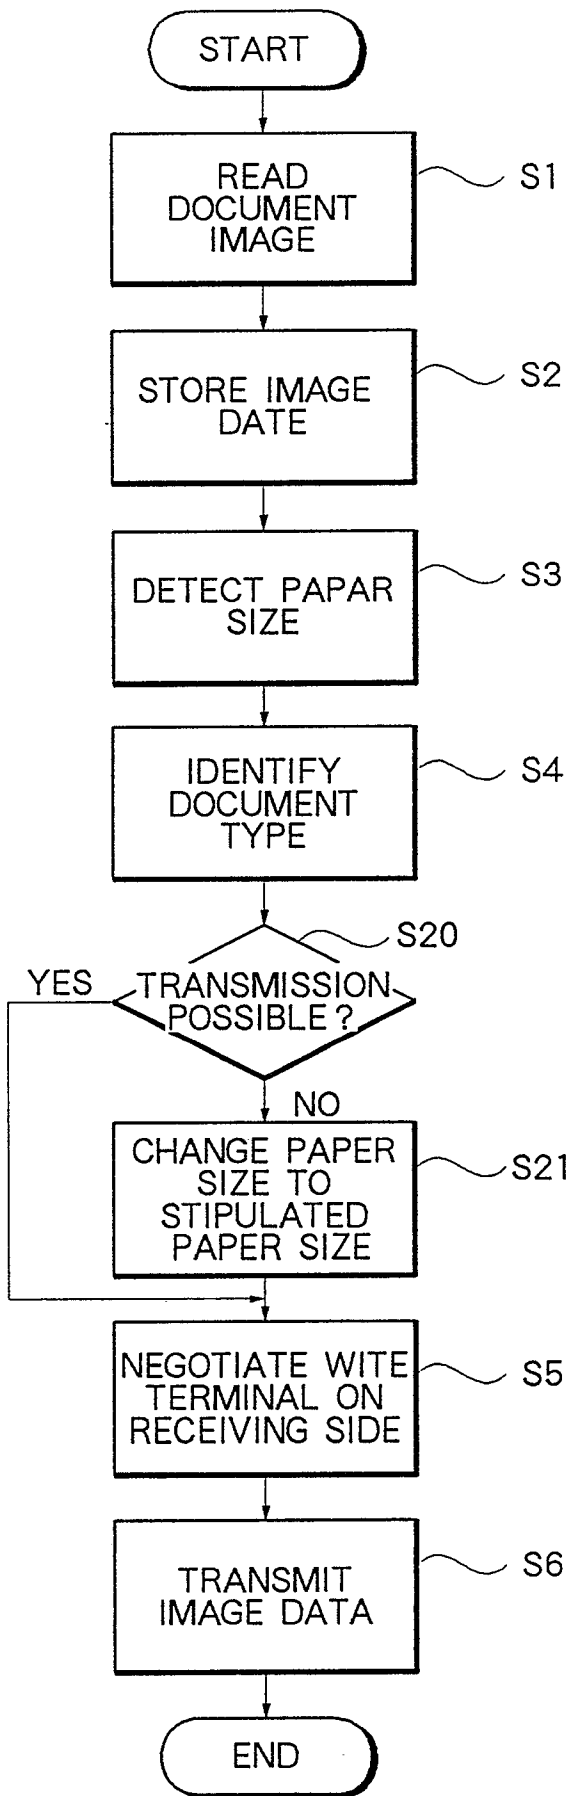 START
READ
DOCUMENT
IMAGE
S1
STORE IMAGE
DATE
S2
DETECT PAPAR
SIZE
S3
IDENTIFY
DOCUMENT
TYPE
S4
S20
YES
TRANSMISSION
POSSIBLE?
NO
CHANGE PAPER
SIZE TO
STIPULATED
PAPER SIZE
S21
NEGOTIATE WITE
TERMINAL ON
RECEIVING SIDE
S5
TRANSMIT
IMAGE DATA
S6
END